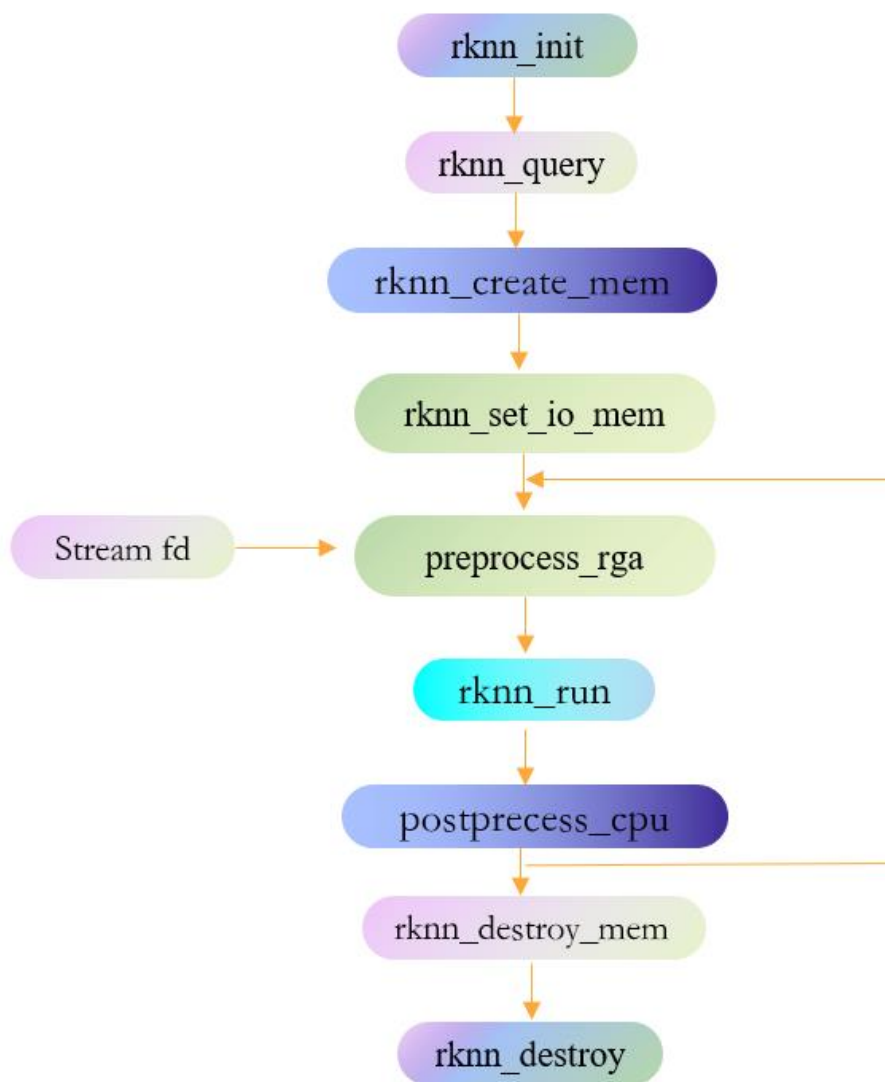 rknn_init
rknn_query
rknn_create_mem
rknn_set_io_mem
Stream fd
preprocess_rga
rknn_run
postprecess_cpu
rknn_destroy_mem
rknn_destroy